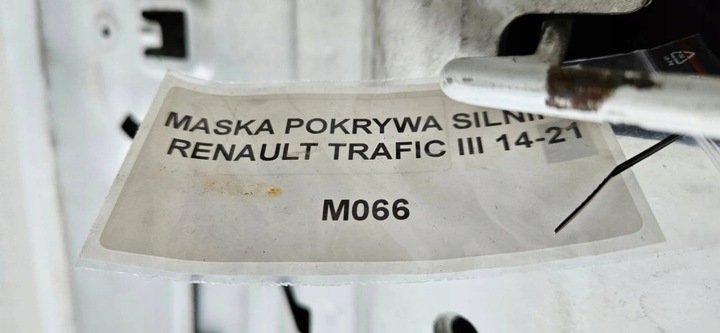 MASKA POKRYWA
RENAULT TRAFIC III 14-21
M066